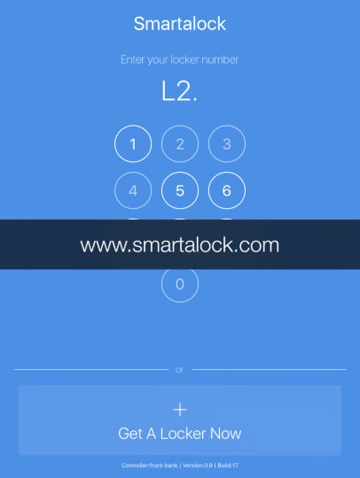 Smartalock
Enter your locker number
L2.
1 2 3
4 5 6
www.smartalock.com
0
or
+
Get A Locker Now
Controller:front-bank | Version:0.9 | Build:17